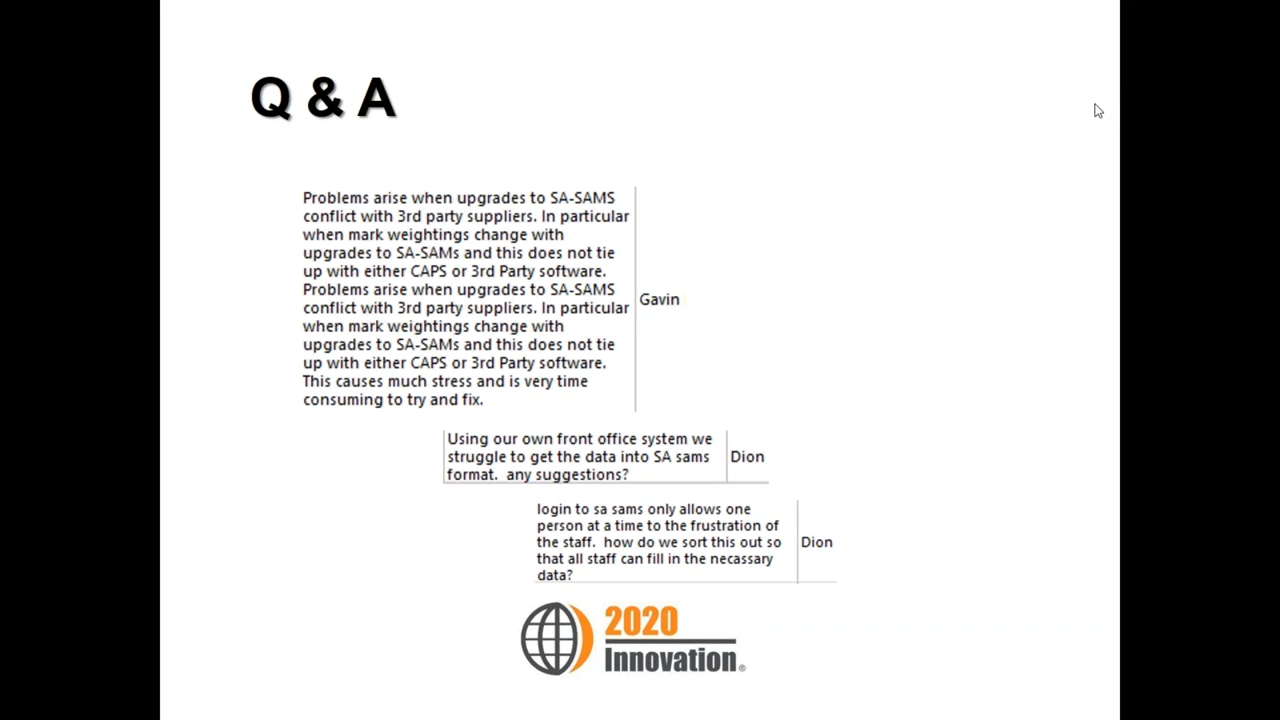 Q & A
Problems arise when upgrades to SA-SAMS
conflict with 3rd party suppliers. In particular
when mark weightings change with
upgrades to SA-SAMs and this does not tie
up with either CAPS or 3rd Party software.
Problems arise when upgrades to SA-SAMS
conflict with 3rd party suppliers. In particular
when mark weightings change with
upgrades to SA-SAMs and this does not tie
up with either CAPS or 3rd Party software.
This causes much stress and is very time
consuming to try and fix.
Gavin
Using our own front office system we
struggle to get the data into SA sams
format.  any suggestions?
Dion
login to sa sams only allows one
person at a time to the frustration of
the staff.  how do we sort this out so
that all staff can fill in the necassary
data?
Dion
2020
Innovation®